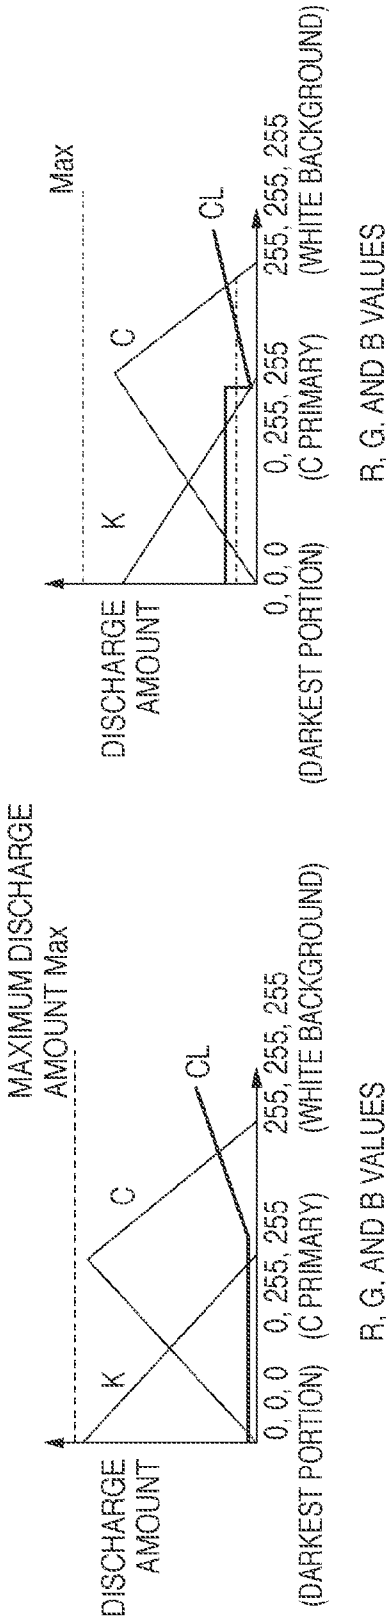 MAXIMUM DISCHARGE
AMOUNT Max
DISCHARGE
AMOUNT
K
C
CL
0, 0, 0
0, 255, 255
255, 255, 255
(DARKEST PORTION)
(C PRIMARY)
(WHITE BACKGROUND)
R, G, AND B VALUES
Max
DISCHARGE
AMOUNT
K
C
CL
0, 0, 0
0, 255, 255
255, 255, 255
(DARKEST PORTION)
(C PRIMARY)
(WHITE BACKGROUND)
R, G, AND B VALUES